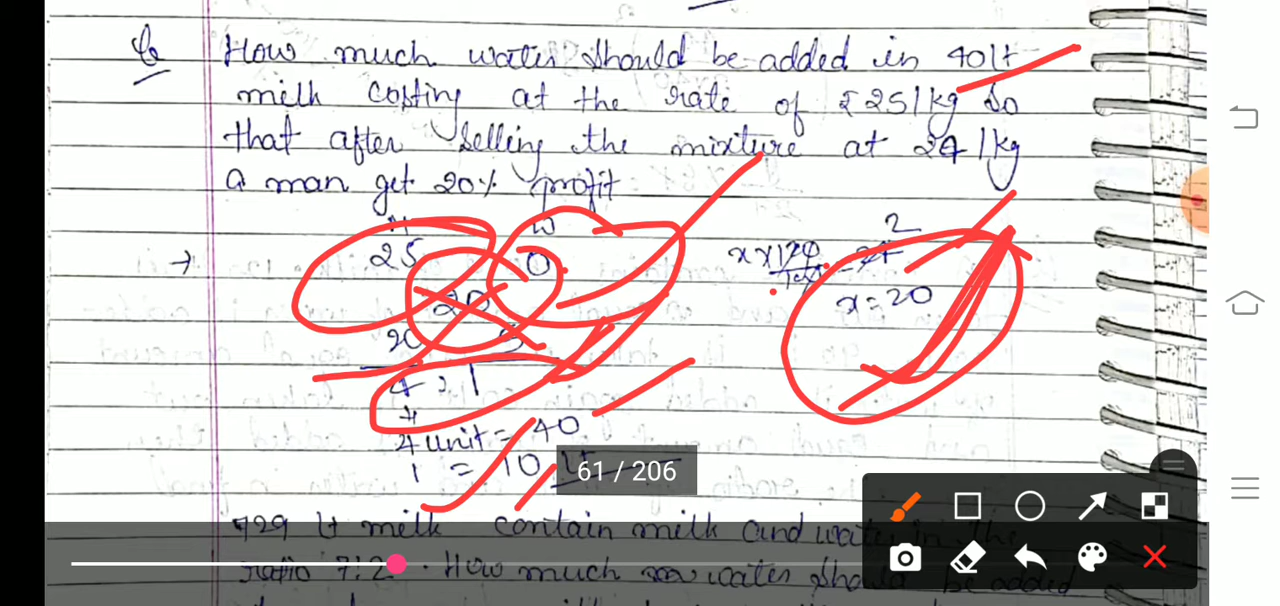 Q How much water should be added in 40lt
milk costing at the rate of ₹25/kg so
that after selling the mixture at 24/kg
a man get 20% profit
M W
→ 25 0
20
20 5
4 : 1
4 unit = 40
1 = 10 lt
x x 120/100 = 24 2
x = 20
61 / 206
729 lt milk contain milk and water in the
ratio 7:2. How much water should be added